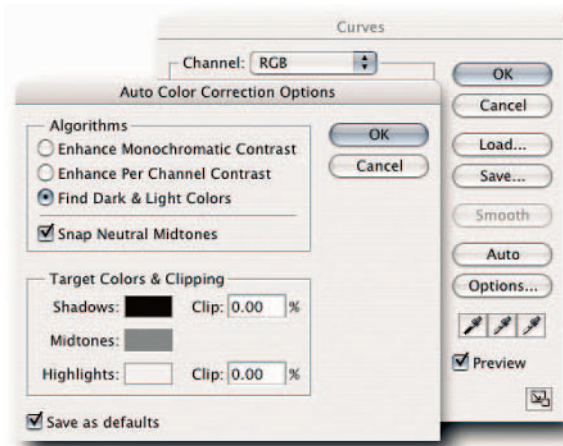 Curves
Channel: RGB
OK
Cancel
Load...
Save...
Smooth
Auto
Options...
Preview
Auto Color Correction Options
Algorithms
Enhance Monochromatic Contrast
Enhance Per Channel Contrast
Find Dark & Light Colors
Snap Neutral Midtones
OK
Cancel
Target Colors & Clipping
Shadows: Clip: 0.00 %
Midtones:
Highlights: Clip: 0.00 %
Save as defaults